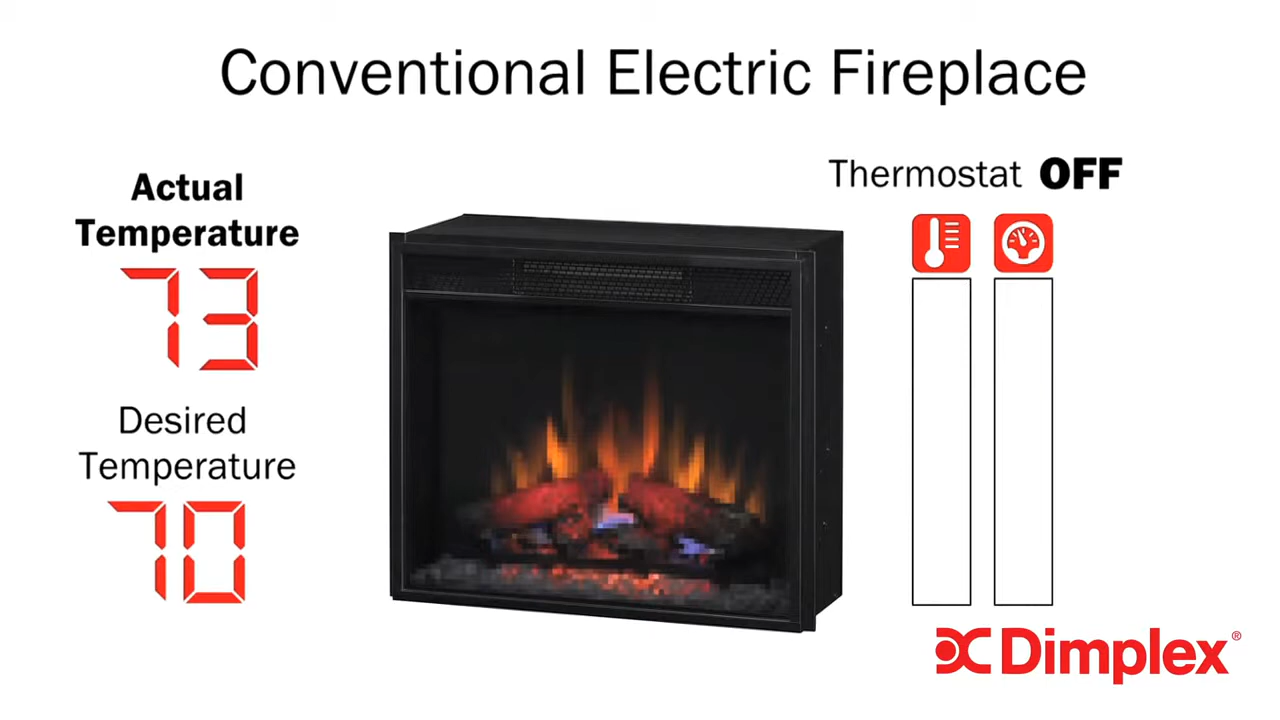 Conventional Electric Fireplace
Actual
Temperature
73
Desired
Temperature
70
Thermostat OFF
Dimplex®